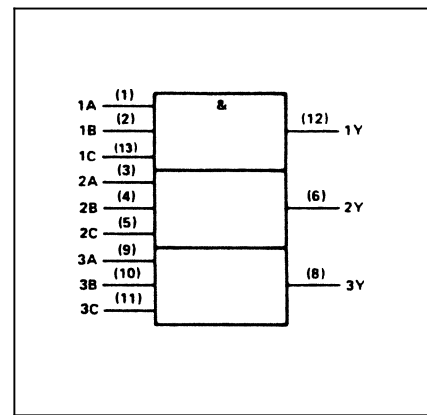 1A (1) & 
1B (2) (12) 1Y
1C (13)
2A (3)
2B (4) (6) 2Y
2C (5)
3A (9)
3B (10) (8) 3Y
3C (11)